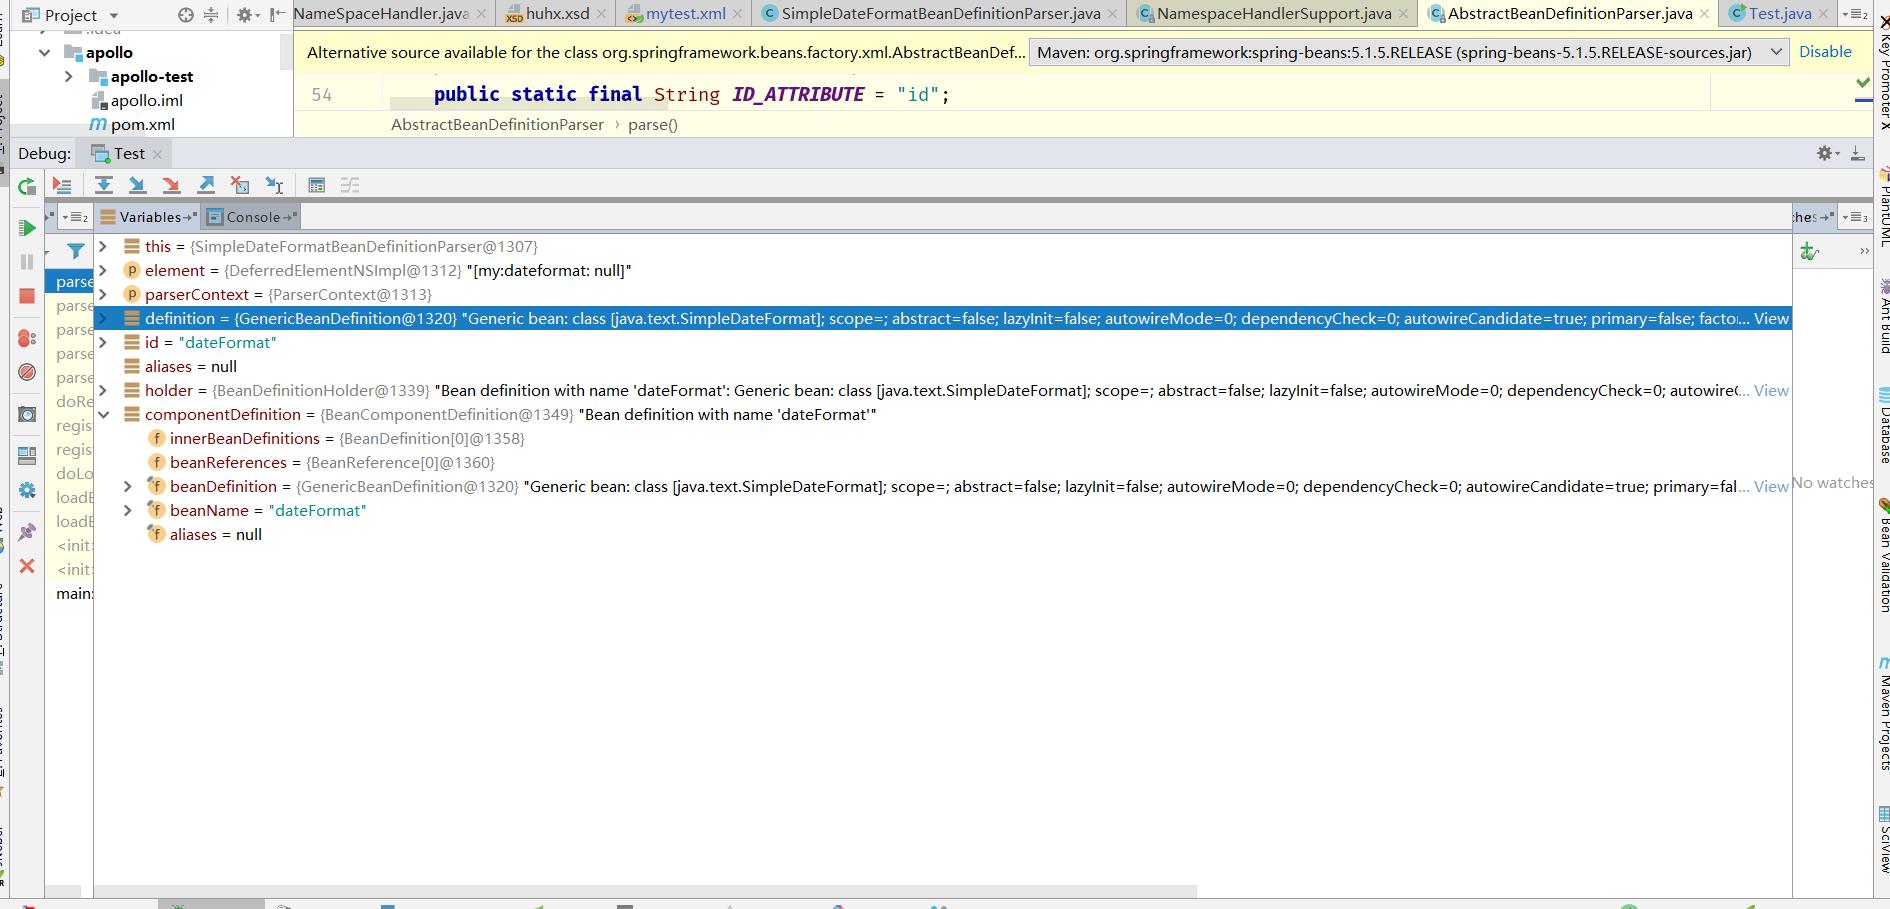 Project
NameSpaceHandler.java
huhx.xsd
mytest.xml
SimpleDateFormatBeanDefinitionParser.java
NamespaceHandlerSupport.java
AbstractBeanDefinitionParser.java
Test.java
.idea
apollo
apollo-test
apollo.iml
pom.xml
Alternative source available for the class org.springframework.beans.factory.xml.AbstractBeanDef...
Maven: org.springframework:spring-beans:5.1.5.RELEASE (spring-beans-5.1.5.RELEASE-sources.jar)
Disable
54 public static final String ID_ATTRIBUTE = "id";
AbstractBeanDefinitionParser › parse()
Debug: Test
Variables
Console
this = {SimpleDateFormatBeanDefinitionParser@1307}
element = {DeferredElementNSImpl@1312} "[my:dateformat: null]"
parserContext = {ParserContext@1313}
definition = {GenericBeanDefinition@1320} "Generic bean: class [java.text.SimpleDateFormat]; scope=; abstract=false; lazyInit=false; autowireMode=0; dependencyCheck=0; autowireCandidate=true; primary=false; facto... View
id = "dateFormat"
aliases = null
holder = {BeanDefinitionHolder@1339} "Bean definition with name 'dateFormat': Generic bean: class [java.text.SimpleDateFormat]; scope=; abstract=false; lazyInit=false; autowireMode=0; dependencyCheck=0; autowire... View
componentDefinition = {BeanComponentDefinition@1349} "Bean definition with name 'dateFormat'"
innerBeanDefinitions = {BeanDefinition[0]@1358}
beanReferences = {BeanReference[0]@1360}
beanDefinition = {GenericBeanDefinition@1320} "Generic bean: class [java.text.SimpleDateFormat]; scope=; abstract=false; lazyInit=false; autowireMode=0; dependencyCheck=0; autowireCandidate=true; primary=fal... View
beanName = "dateFormat"
aliases = null
parse
parse
parse
parse
parse
doRe
regis
regis
doLo
loadB
loadB
<init>
<init>
main:
No watches
Key Promoter X
PlantUML
Ant Build
Database
Bean Validation
Maven Projects
SciView